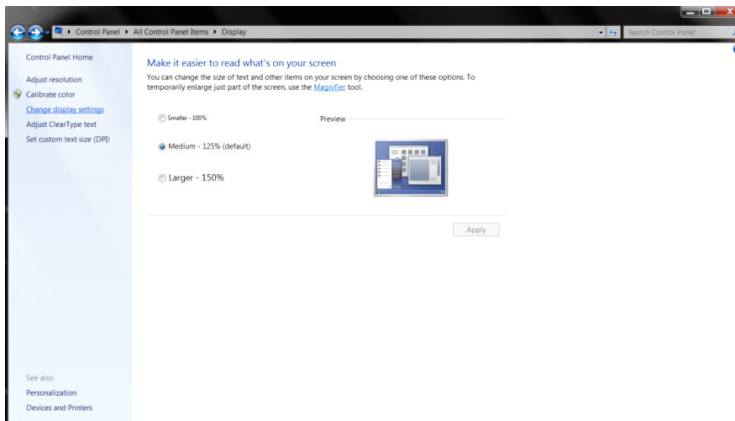 Control Panel ▸ All Control Panel Items ▸ Display
Search Control Panel
Control Panel Home
Adjust resolution
Calibrate color
Change display settings
Adjust ClearType text
Set custom text size (DPI)
See also
Personalization
Devices and Printers
Make it easier to read what's on your screen
You can change the size of text and other items on your screen by choosing one of these options. To
temporarily enlarge just part of the screen, use the Magnifier tool.
Smaller - 100%
Preview
Medium - 125% (default)
Larger - 150%
Apply